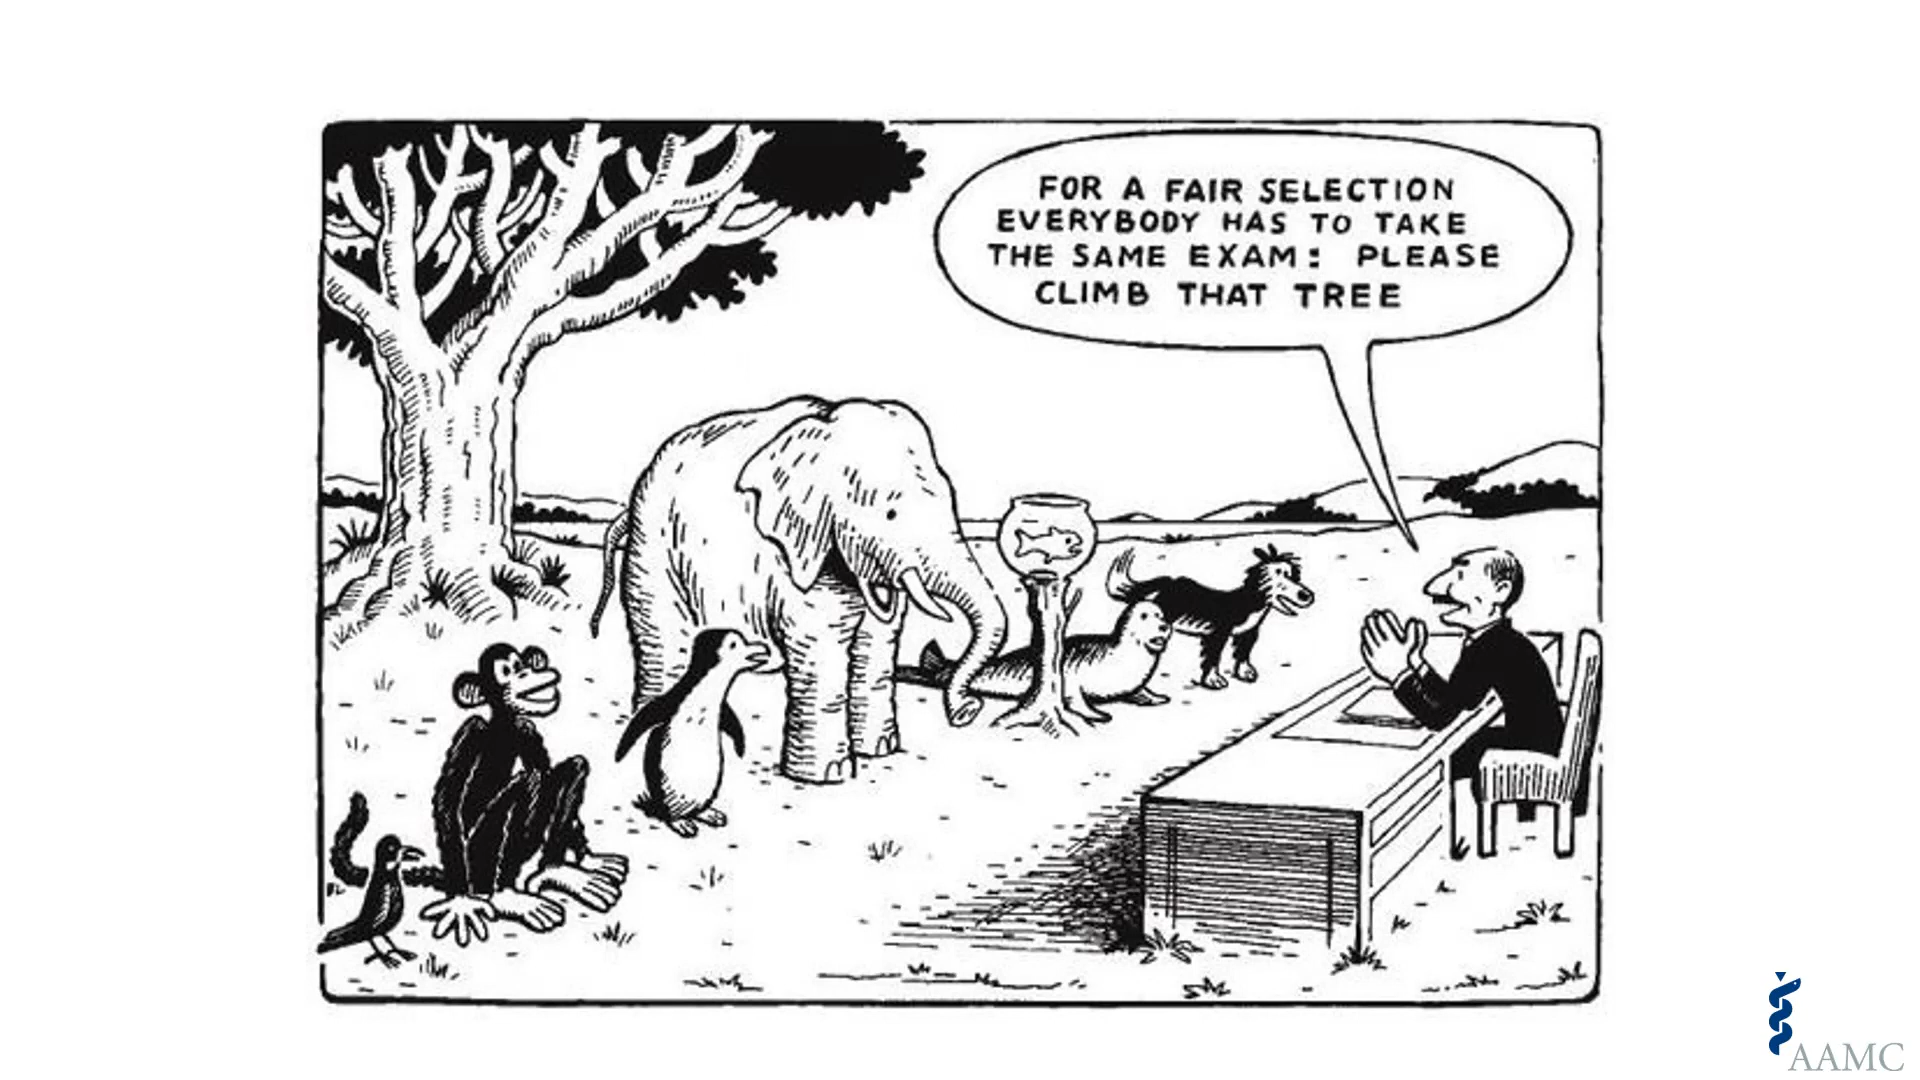 FOR A FAIR SELECTION
EVERYBODY HAS TO TAKE
THE SAME EXAM: PLEASE
CLIMB THAT TREE
AAMC